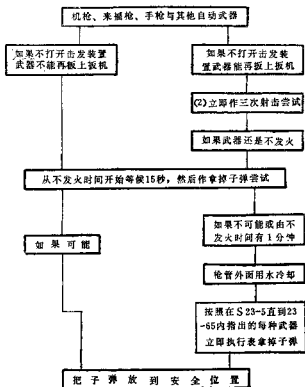 机枪、来福枪、手枪与其他自动武器
如果不打开击发装置
武器不能再扳上扳机
如果不打开击发装
置武器能再扳上扳机
(2)立即作三次射击尝试
如果武器还是不发火
从不发火时间开始等候15秒，然后作拿掉子弹尝试
如果可能
如果不可能或由不
发火时间有1分钟
枪管外面用水冷却
按照在S23-5直到23
-65内指出的每种武器
立即执行表拿掉子弹
把子弹放到安全位置